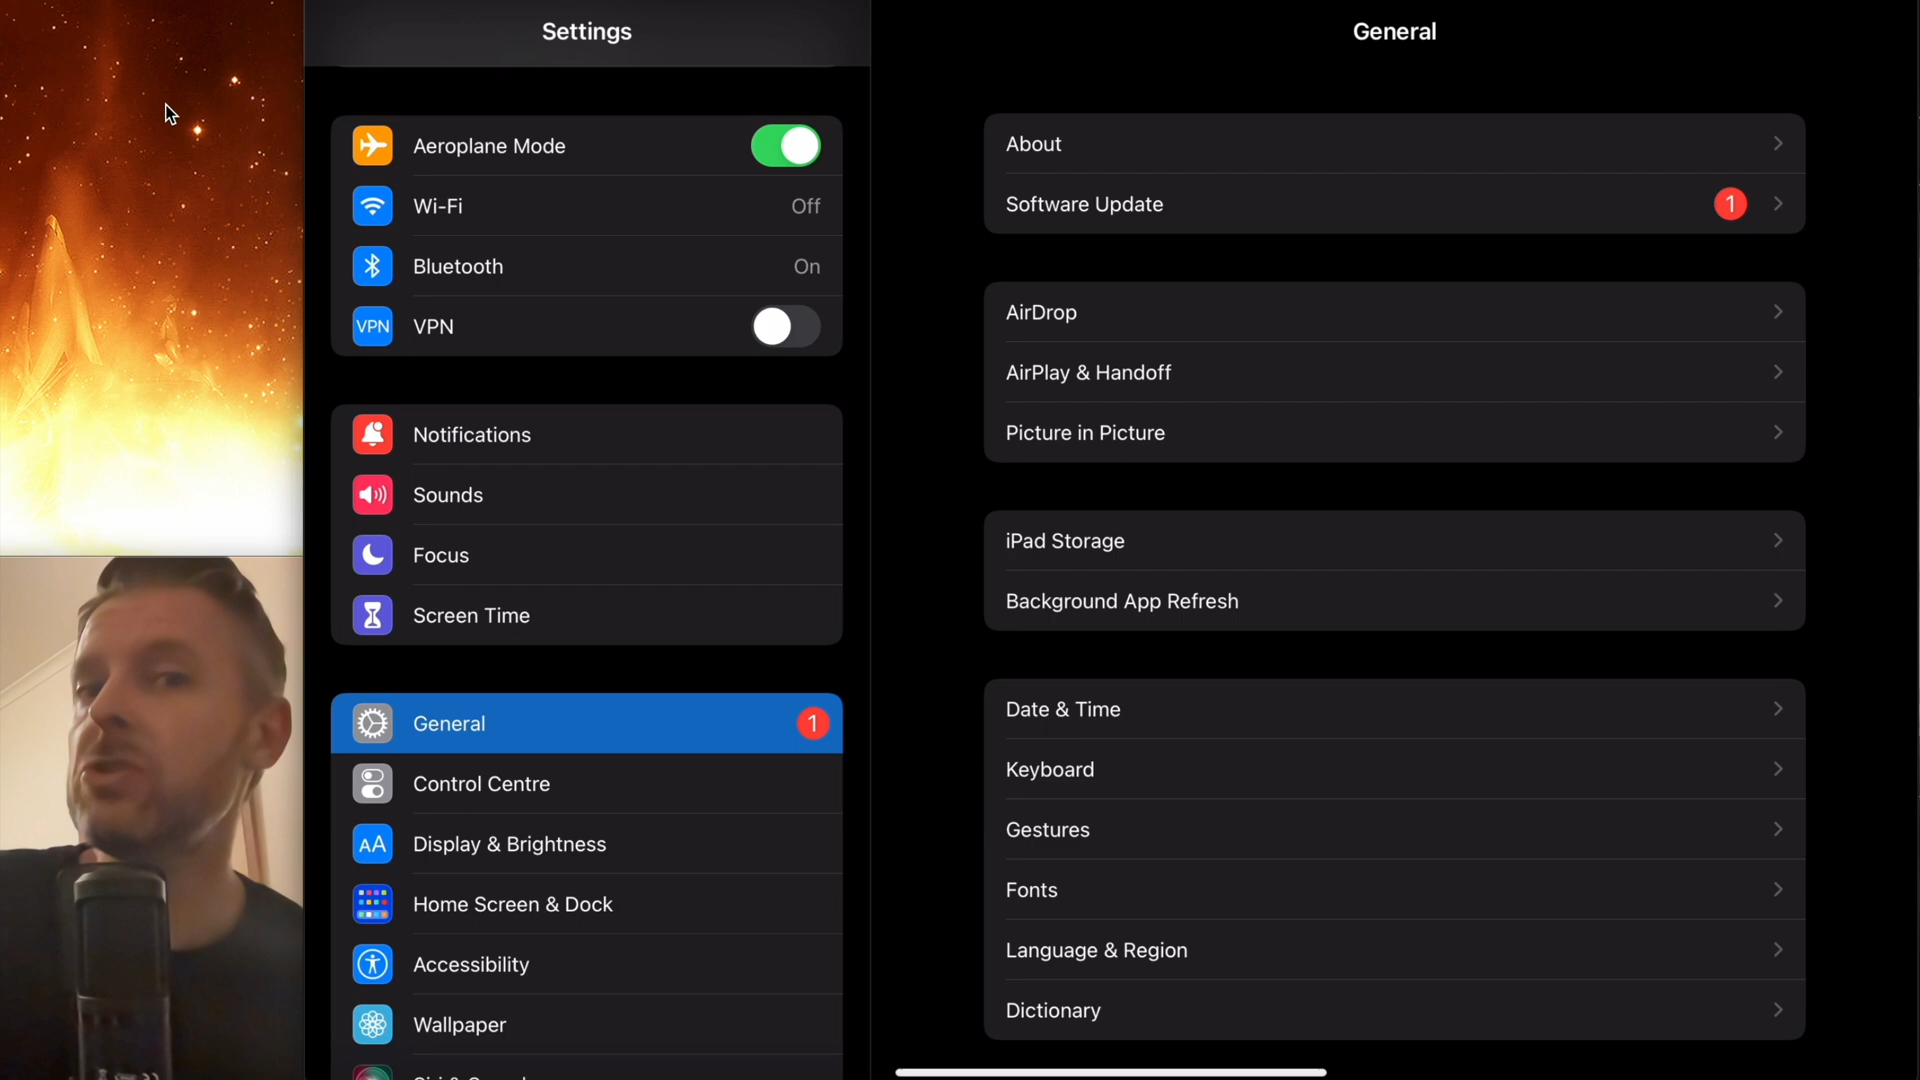 Settings
General
Aeroplane Mode
Wi-Fi
Off
Bluetooth
On
VPN
VPN
Notifications
Sounds
Focus
Screen Time
General
1
Control Centre
AA
Display & Brightness
Home Screen & Dock
Accessibility
Wallpaper
About
Software Update
1
AirDrop
AirPlay & Handoff
Picture in Picture
iPad Storage
Background App Refresh
Date & Time
Keyboard
Gestures
Fonts
Language & Region
Dictionary